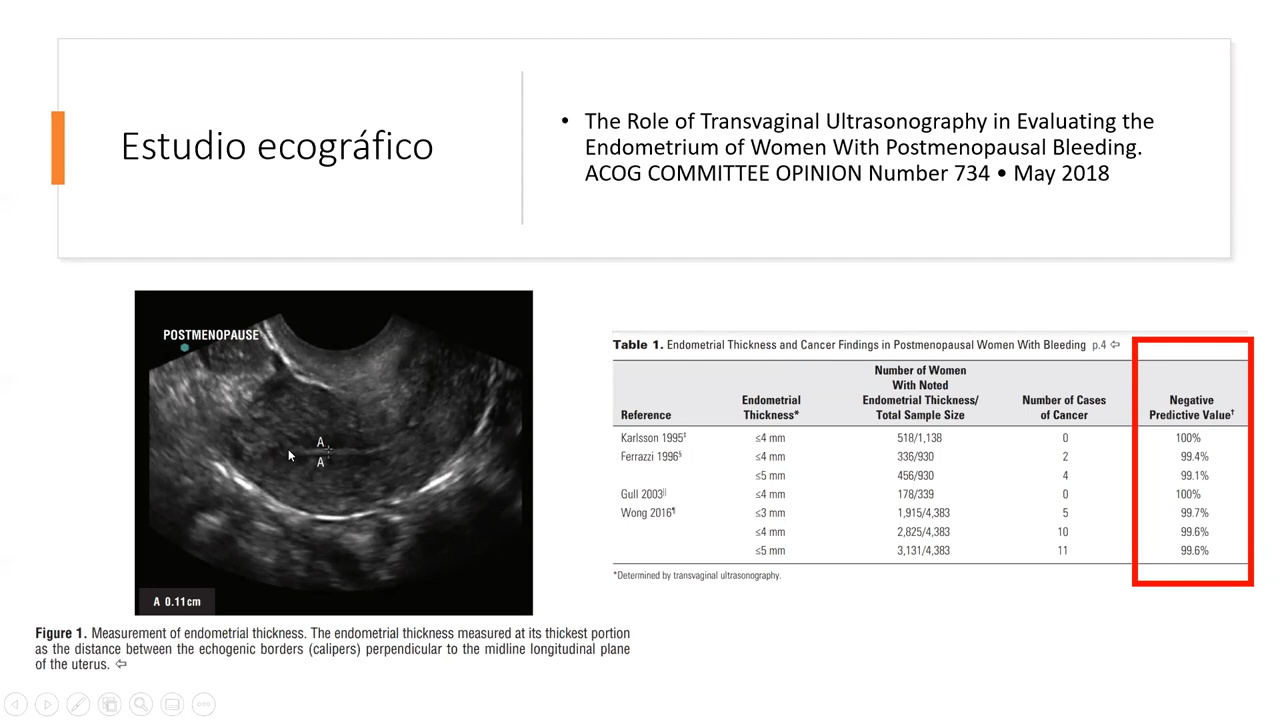 Estudio ecográfico
• The Role of Transvaginal Ultrasonography in Evaluating the
Endometrium of Women With Postmenopausal Bleeding.
ACOG COMMITTEE OPINION Number 734 • May 2018
POSTMENOPAUSE
A
A
A 0.11cm
Figure 1. Measurement of endometrial thickness. The endometrial thickness measured at its thickest portion
as the distance between the echogenic borders (calipers) perpendicular to the midline longitudinal plane
of the uterus. ⇦
Table 1. Endometrial Thickness and Cancer Findings in Postmenopausal Women With Bleeding p.4 ⇦
Number of Women
With Noted
Endometrial Endometrial Thickness/ Number of Cases Negative
Reference Thickness* Total Sample Size of Cancer Predictive Value†
Karlsson 1995‡ ≤4 mm 518/1,138 0 100%
Ferrazzi 1996§ ≤4 mm 336/930 2 99.4%
≤5 mm 456/930 4 99.1%
Gull 2003|| ≤4 mm 178/339 0 100%
Wong 2016¶ ≤3 mm 1,915/4,383 5 99.7%
≤4 mm 2,825/4,383 10 99.6%
≤5 mm 3,131/4,383 11 99.6%
*Determined by transvaginal ultrasonography.